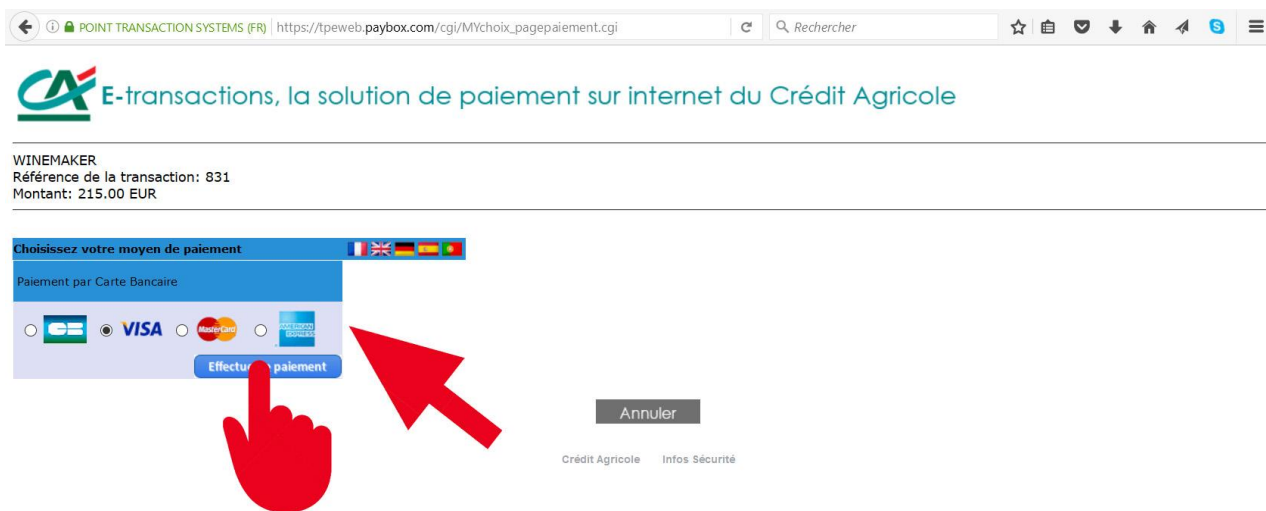 POINT TRANSACTION SYSTEMS (FR) https://tpeweb.paybox.com/cgi/MYchoix_pagepaiement.cgi Rechercher
E-transactions, la solution de paiement sur internet du Crédit Agricole
WINEMAKER
Référence de la transaction: 831
Montant: 215.00 EUR
Choisissez votre moyen de paiement
Paiement par Carte Bancaire
CB VISA MasterCard AMERICAN EXPRESS
Effectuer paiement
Annuler
Crédit Agricole Infos Sécurité